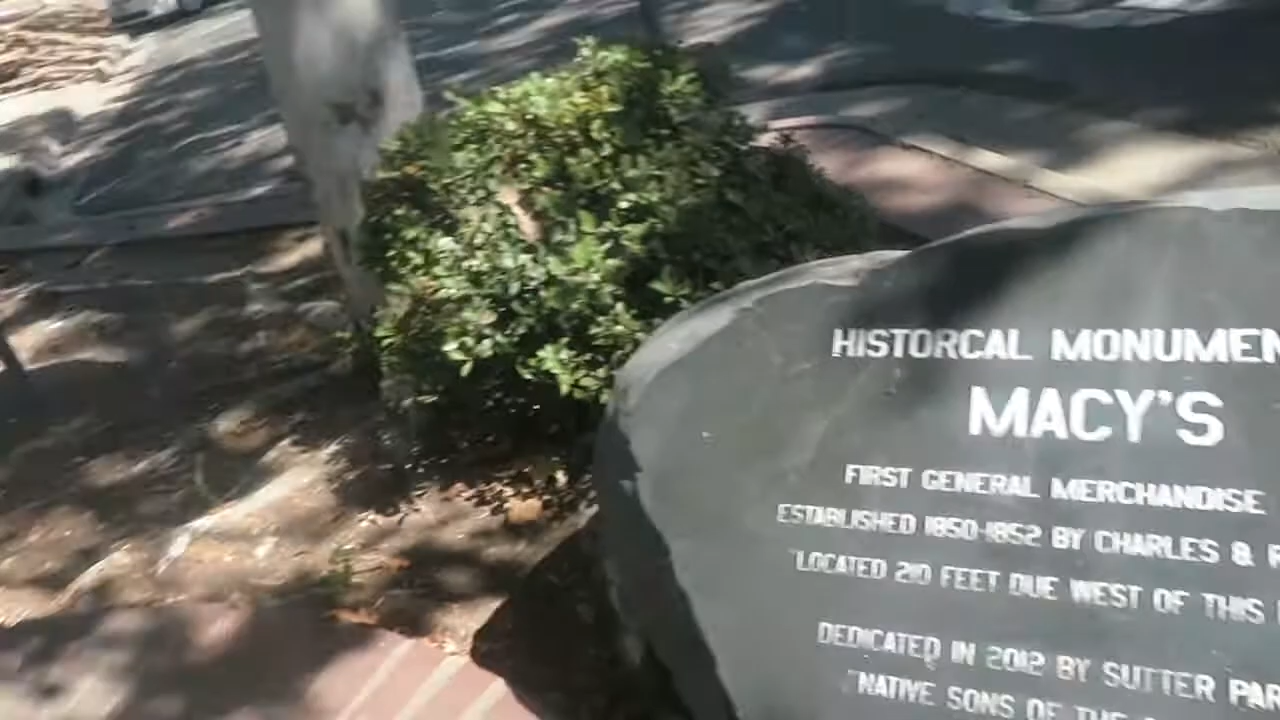 HISTORCAL MONUMEN
MACY'S
FIRST GENERAL MERCHANDISE
ESTABLISHED 1850-1852 BY CHARLES & R
"LOCATED 210 FEET DUE WEST OF THIS
DEDICATED IN 2012 BY SUTTER PAR
"NATIVE SONS OF THE